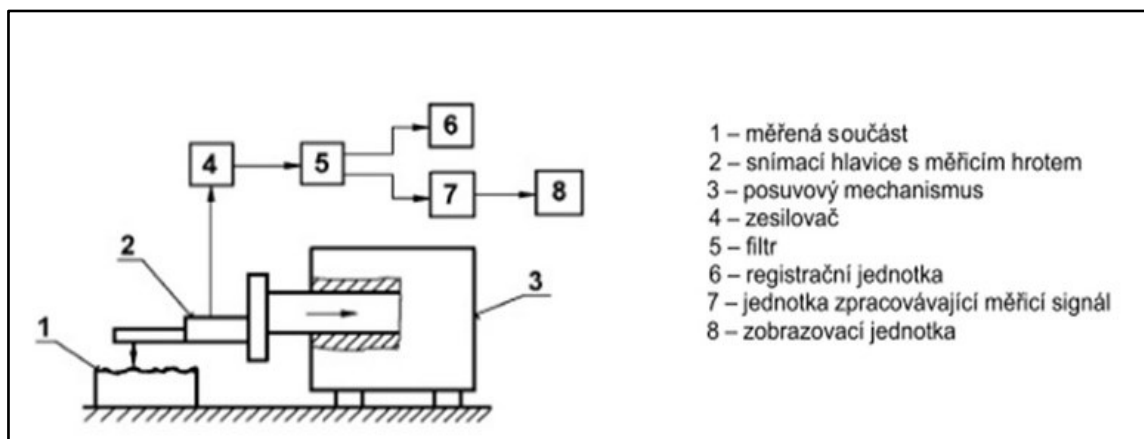 6
4
5
7
8
2
3
1
1 – měřená součást
2 – snímací hlavice s měřicím hrotem
3 – posuvový mechanismus
4 – zesilovač
5 – filtr
6 – registrační jednotka
7 – jednotka zpracovávající měřicí signál
8 – zobrazovací jednotka